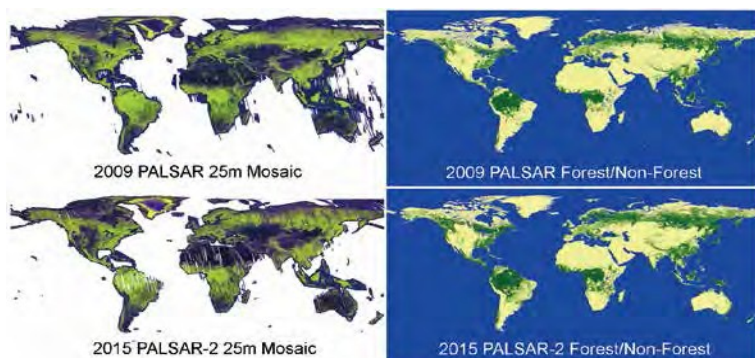 2009 PALSAR 25m Mosaic
2009 PALSAR Forest/Non-Forest
2015 PALSAR-2 25m Mosaic
2015 PALSAR-2 Forest/Non-Forest